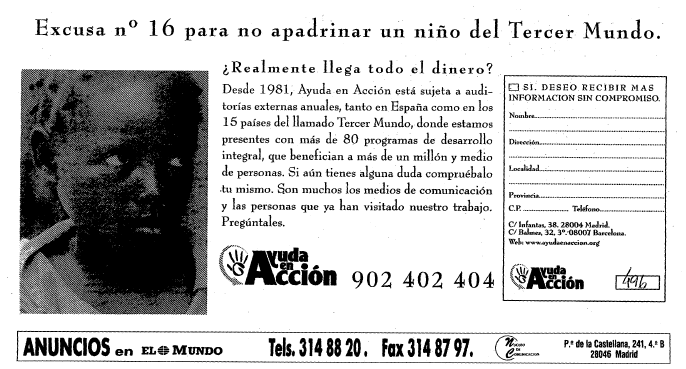 Excusa nº 16 para no apadrinar un niño del Tercer Mundo.
¿Realmente llega todo el dinero?
Desde 1981, Ayuda en Acción está sujeta a audi-
torías externas anuales, tanto en España como en los
15 países del llamado Tercer Mundo, donde estamos
presentes con más de 80 programas de desarrollo
integral, que benefician a más de un millón y medio
de personas. Si aún tienes alguna duda compruébalo
tu mismo. Son muchos los medios de comunicación
y las personas que ya han visitado nuestro trabajo.
Pregúntales.
Ayuda en Acción
902 402 404
SI, DESEO RECIBIR MAS
INFORMACION SIN COMPROMISO.
Nombre
Dirección
Localidad
Provincia
C.P. Teléfono
C/ Infantas, 38. 28004 Madrid.
C/ Balmes, 32, 3º. 08007 Barcelona.
Web: www.ayudaenaccion.org
Ayuda en Acción
496
ANUNCIOS en EL MUNDO
Tels. 314 88 20. Fax 314 87 97.
NUCLEO DE COMUNICACION
P.º de la Castellana, 241, 4.º B
28046 Madrid